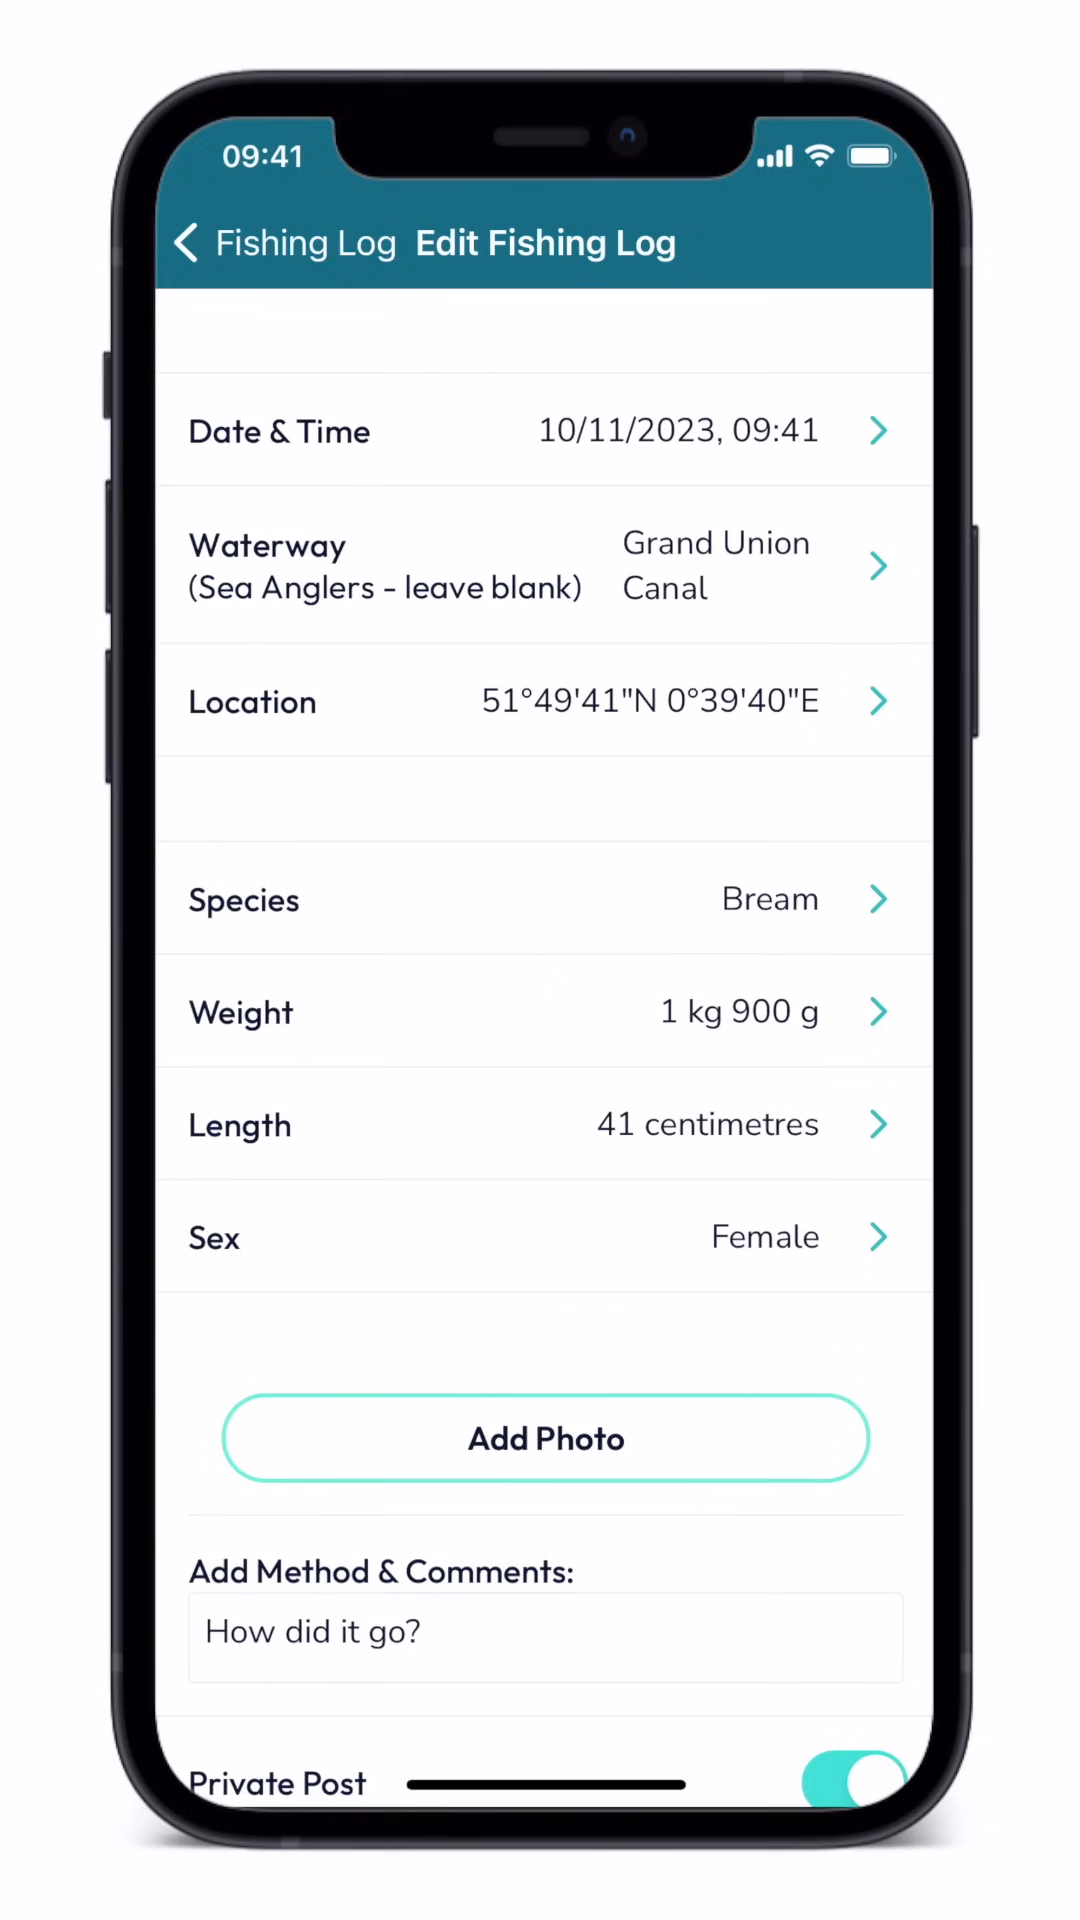 09:41
Fishing Log Edit Fishing Log
Date & Time 10/11/2023, 09:41
Waterway
(Sea Anglers - leave blank)
Grand Union
Canal
Location 51°49'41"N 0°39'40"E
Species Bream
Weight 1 kg 900 g
Length 41 centimetres
Sex Female
Add Photo
Add Method & Comments:
How did it go?
Private Post